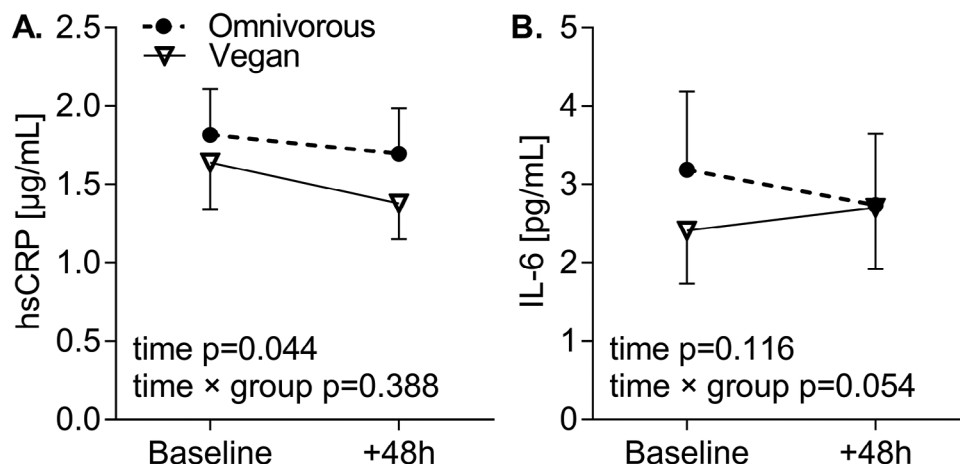 A.
hsCRP [µg/mL]
2.5
2.0
1.5
1.0
0.5
0.0
Omnivorous
Vegan
time p=0.044
time × group p=0.388
Baseline
+48h
B.
IL-6 [pg/mL]
5
4
3
2
1
0
time p=0.116
time × group p=0.054
Baseline
+48h